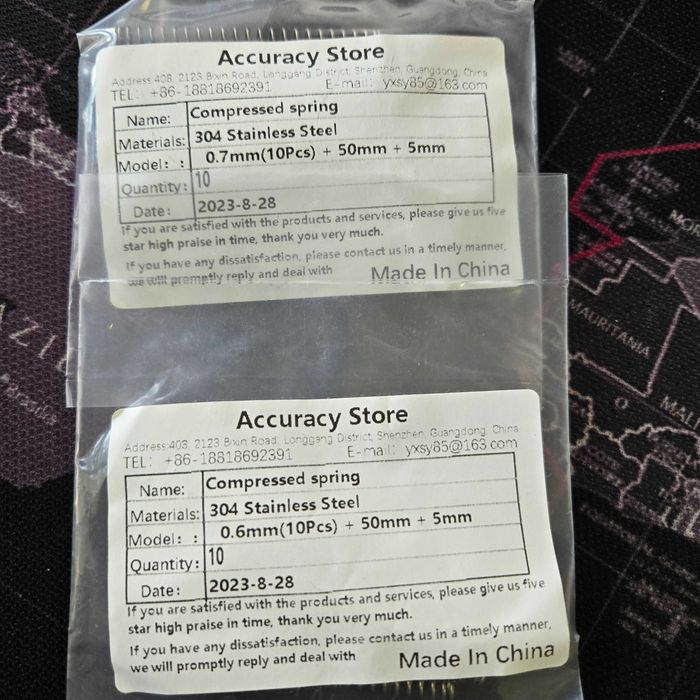 Accuracy Store
Address:408, 2123 Bixin Road, Longgang District, Shenzhen, Guangdong, China
TEL: +86-18818692391 E-mail: yxsy85@163.com
Name: Compressed spring
Materials: 304 Stainless Steel
Model: : 0.7mm(10Pcs) + 50mm + 5mm
Quantity: 10
Date: 2023-8-28
If you are satisfied with the products and services, please give us five
star high praise in time, thank you very much.
If you have any dissatisfaction, please contact us in a timely manner,
we will promptly reply and deal with Made In China
MAURITANIA
MALI
Accuracy Store
Address:408, 2123 Bixin Road, Longgang District, Shenzhen, Guangdong, China
TEL: +86-18818692391 E-mail: yxsy85@163.com
Name: Compressed spring
Materials: 304 Stainless Steel
Model: : 0.6mm(10Pcs) + 50mm + 5mm
Quantity: 10
Date: 2023-8-28
If you are satisfied with the products and services, please give us five
star high praise in time, thank you very much.
If you have any dissatisfaction, please contact us in a timely manner,
we will promptly reply and deal with Made In China